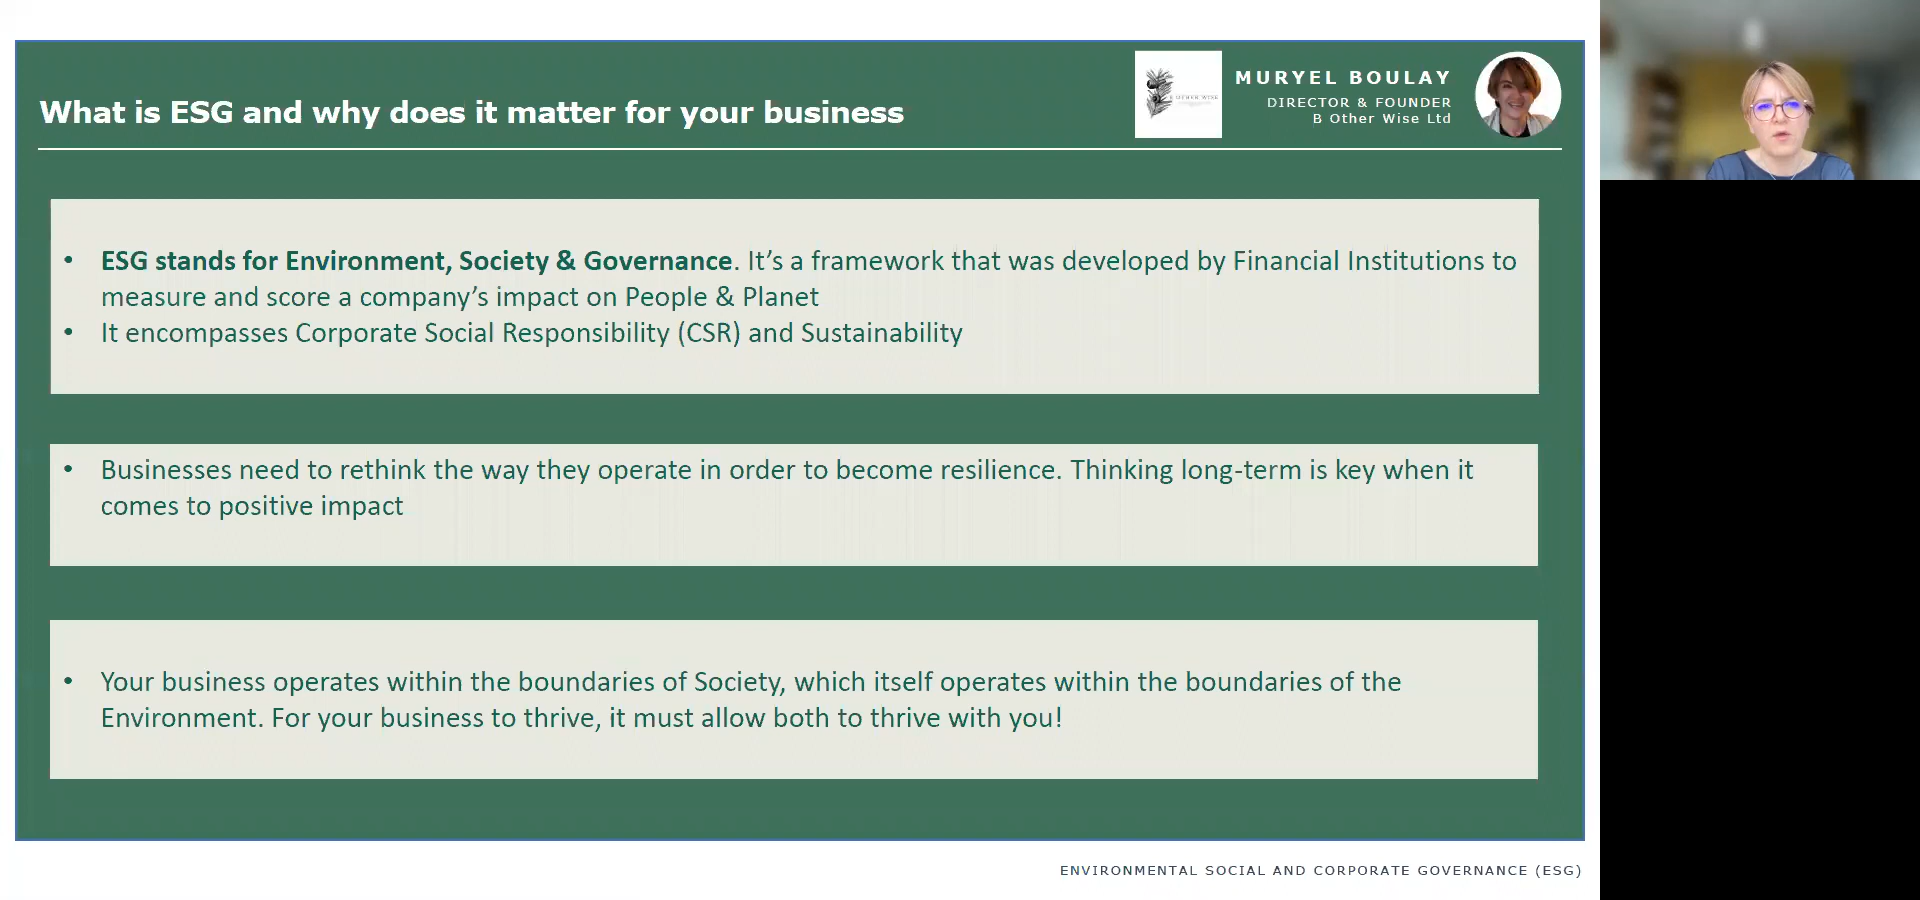 What is ESG and why does it matter for your business
MURYEL BOULAY
DIRECTOR & FOUNDER
B Other Wise Ltd
• ESG stands for Environment, Society & Governance. It’s a framework that was developed by Financial Institutions to
measure and score a company’s impact on People & Planet
• It encompasses Corporate Social Responsibility (CSR) and Sustainability
• Businesses need to rethink the way they operate in order to become resilience. Thinking long-term is key when it
comes to positive impact
• Your business operates within the boundaries of Society, which itself operates within the boundaries of the
Environment. For your business to thrive, it must allow both to thrive with you!
ENVIRONMENTAL SOCIAL AND CORPORATE GOVERNANCE (ESG)